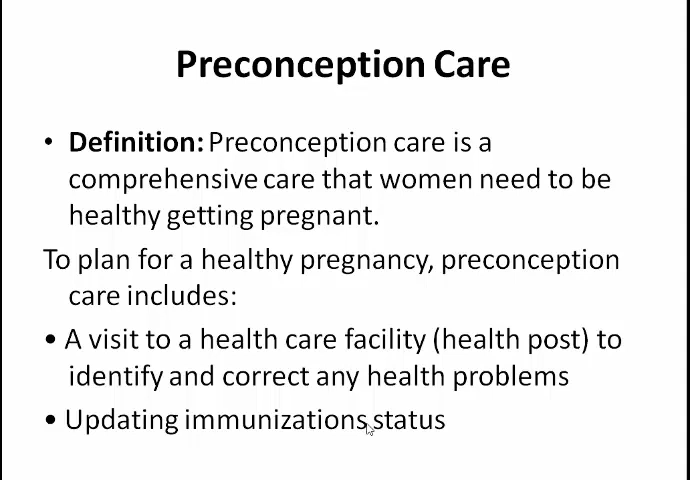 Preconception Care
• Definition: Preconception care is a
comprehensive care that women need to be
healthy getting pregnant.
To plan for a healthy pregnancy, preconception
care includes:
• A visit to a health care facility (health post) to
identify and correct any health problems
• Updating immunizations status